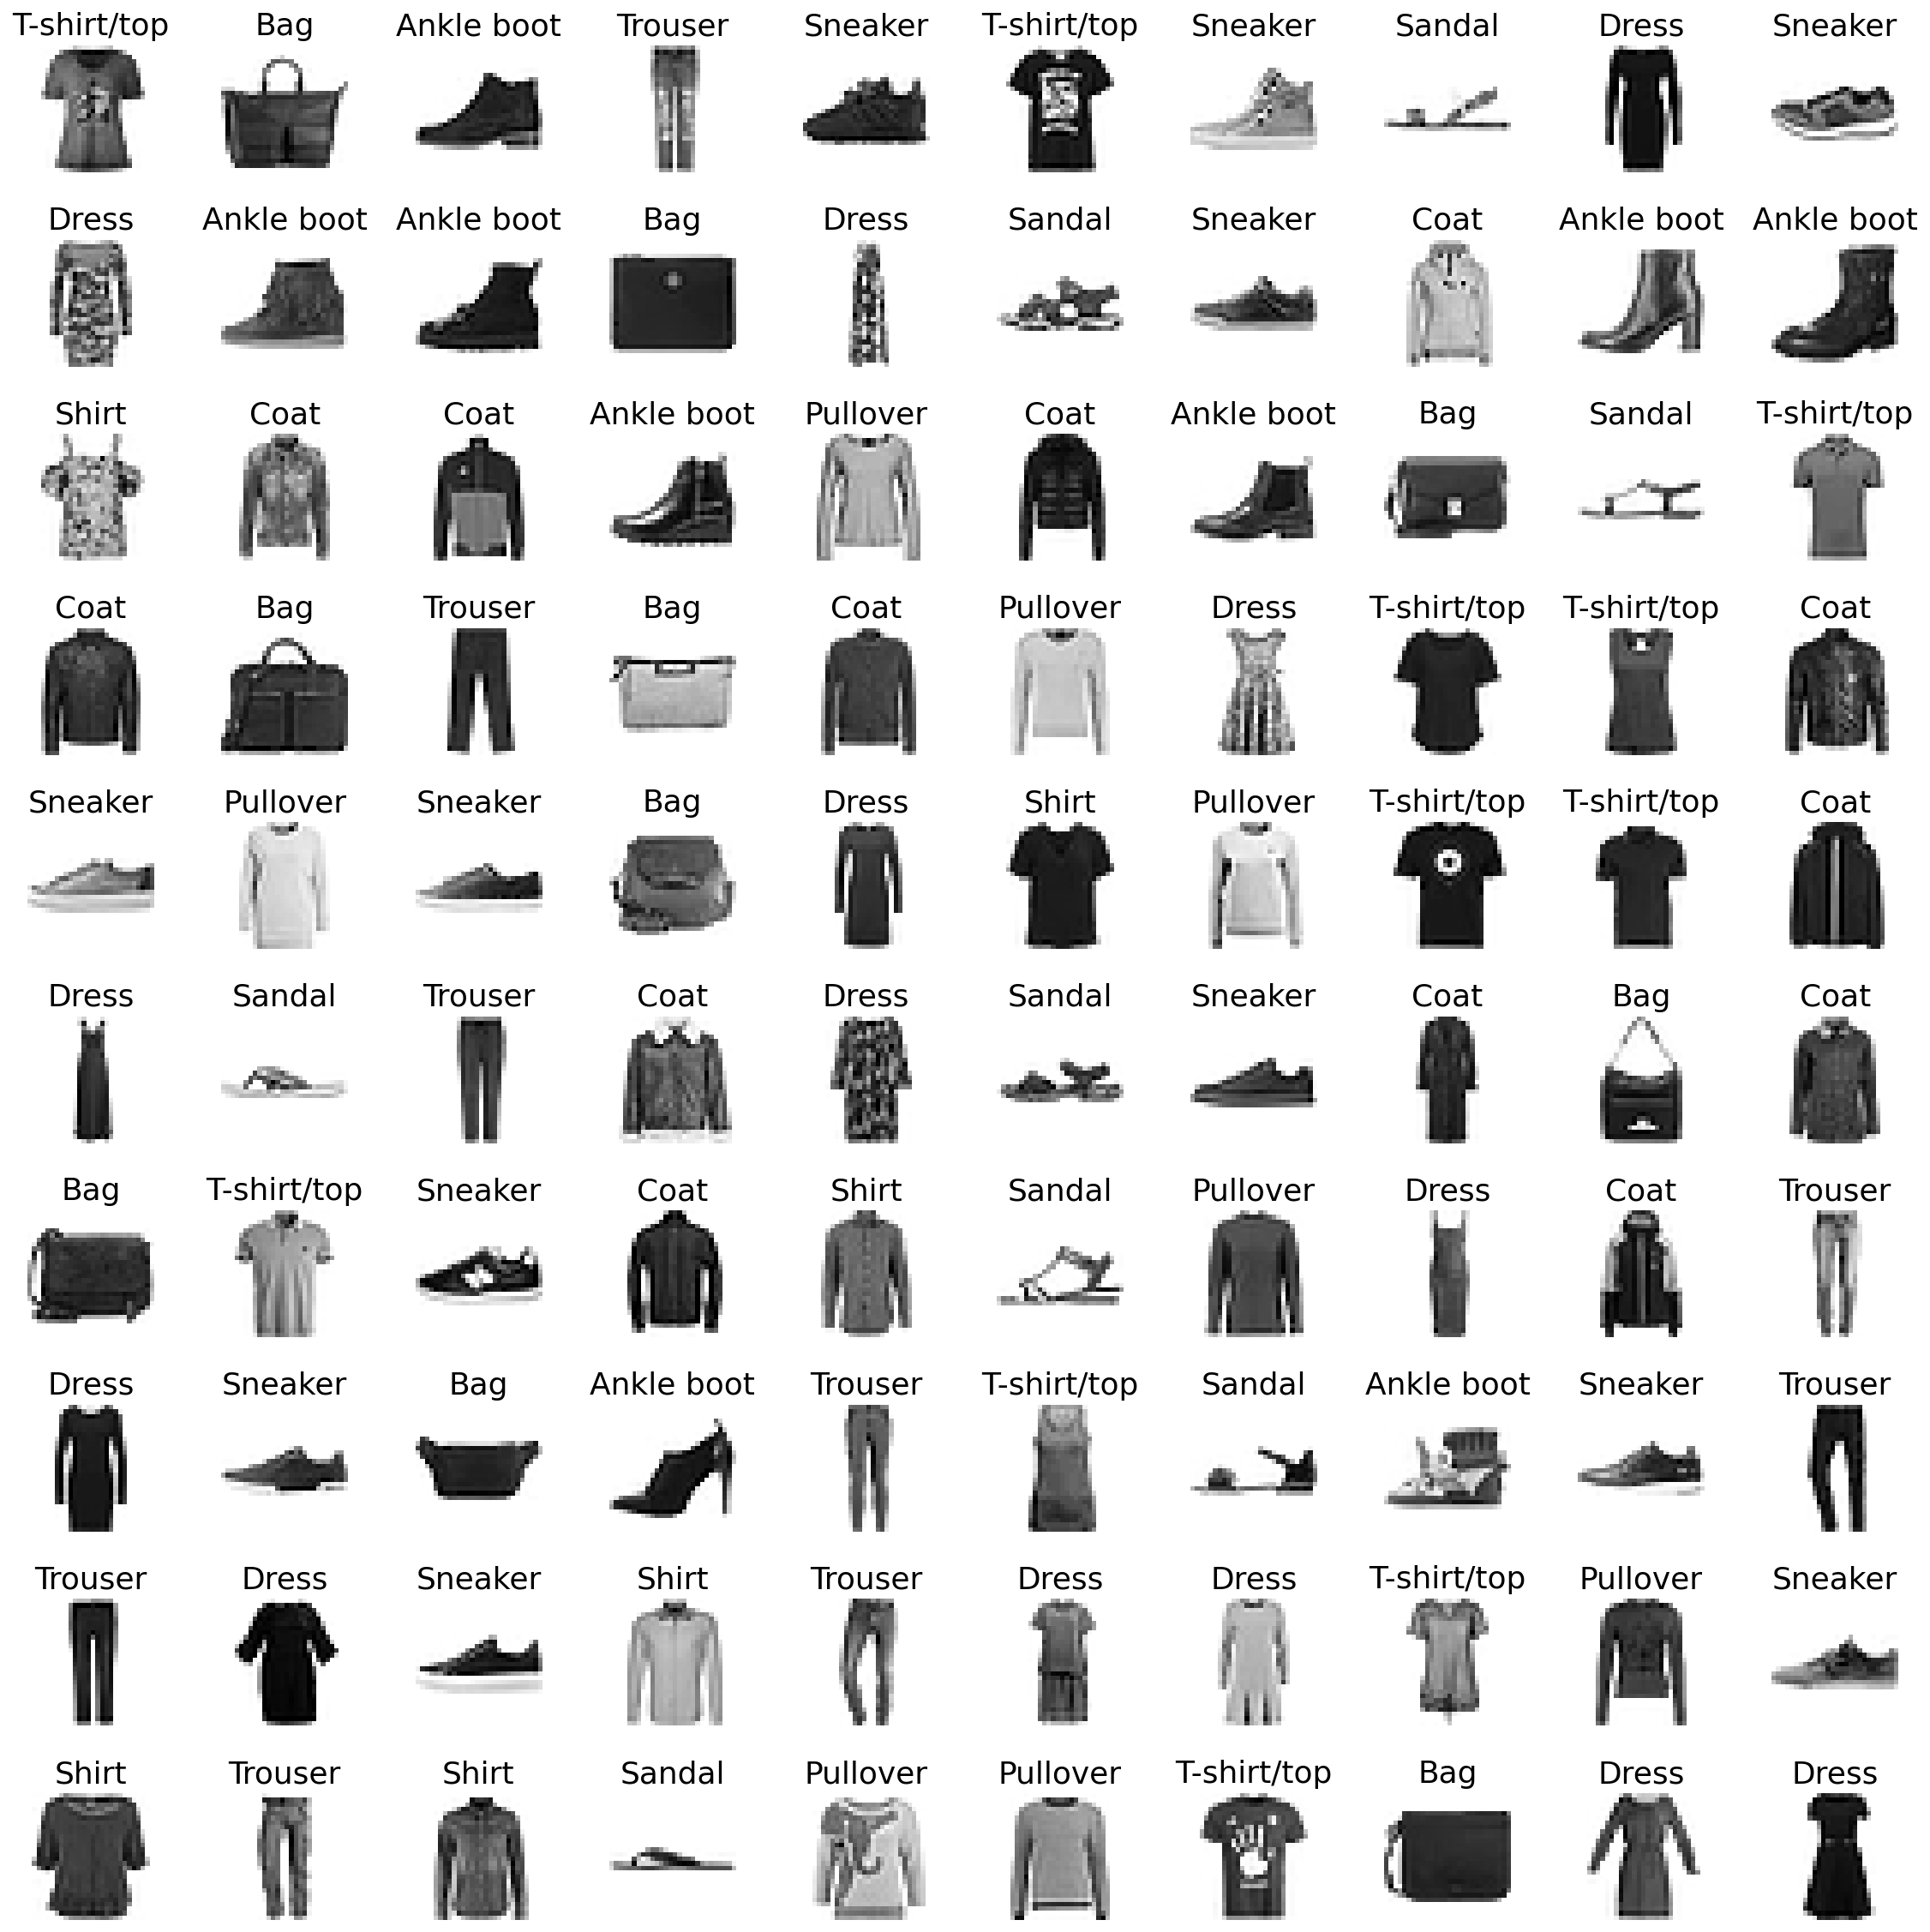 T-shirt/top Bag Ankle boot Trouser Sneaker T-shirt/top Sneaker Sandal Dress Sneaker
Dress Ankle boot Ankle boot Bag Dress Sandal Sneaker Coat Ankle boot Ankle boot
Shirt Coat Coat Ankle boot Pullover Coat Ankle boot Bag Sandal T-shirt/top
Coat Bag Trouser Bag Coat Pullover Dress T-shirt/top T-shirt/top Coat
Sneaker Pullover Sneaker Bag Dress Shirt Pullover T-shirt/top T-shirt/top Coat
Dress Sandal Trouser Coat Dress Sandal Sneaker Coat Bag Coat
Bag T-shirt/top Sneaker Coat Shirt Sandal Pullover Dress Coat Trouser
Dress Sneaker Bag Ankle boot Trouser T-shirt/top Sandal Ankle boot Sneaker Trouser
Trouser Dress Sneaker Shirt Trouser Dress Dress T-shirt/top Pullover Sneaker
Shirt Trouser Shirt Sandal Pullover Pullover T-shirt/top Bag Dress Dress